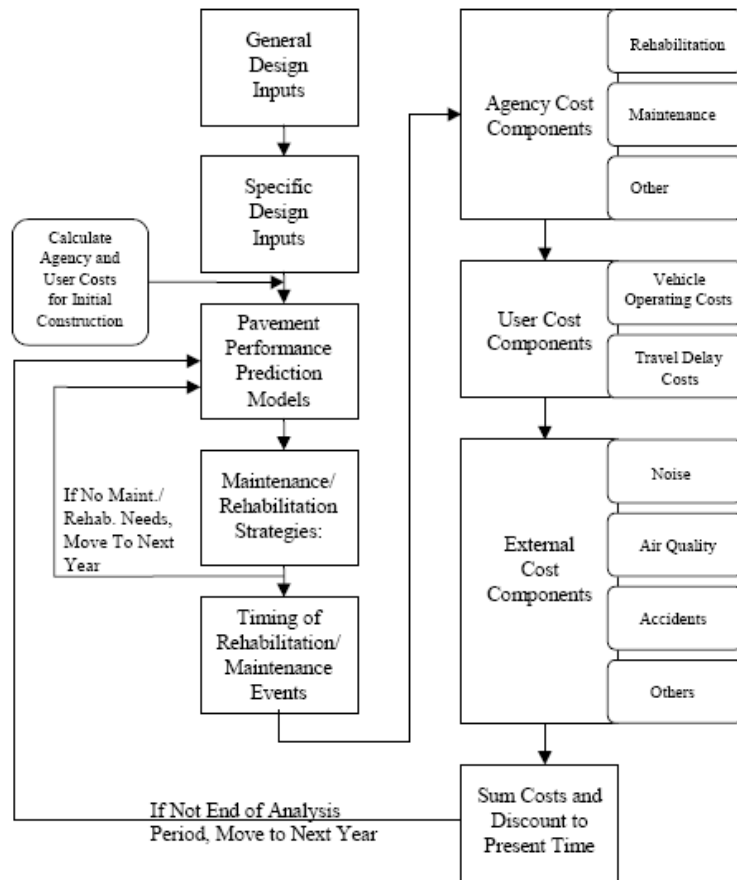 General
Design
Inputs
Specific
Design
Inputs
Calculate
Agency and
User Costs
for Initial
Construction
Pavement
Performance
Prediction
Models
If No Maint./
Rehab. Needs,
Move To Next
Year
Maintenance/
Rehabilitation
Strategies:
Timing of
Rehabilitation/
Maintenance
Events
Agency Cost
Components
Rehabilitation
Maintenance
Other
User Cost
Components
Vehicle
Operating Costs
Travel Delay
Costs
External
Cost
Components
Noise
Air Quality
Accidents
Others
Sum Costs and
Discount to
Present Time
If Not End of Analysis
Period, Move to Next Year